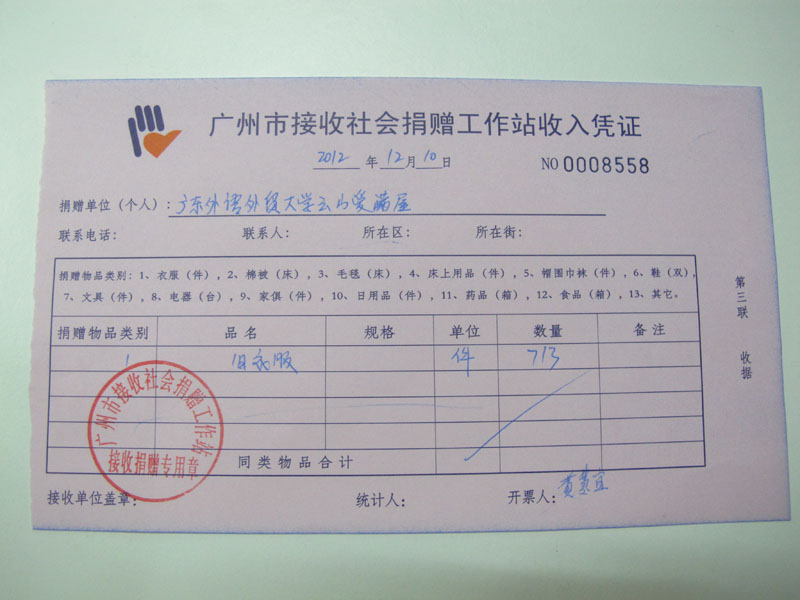 广州市接收社会捐赠工作站收入凭证
2012 年 12 月 10 日 NO 0008558
捐赠单位（个人）：广东外语外贸大学云山爱满屋
联系电话： 联系人： 所在区： 所在街：
捐赠物品类别：1、衣服（件），2、棉被（床），3、毛毯（床），4、床上用品（件），5、帽围巾袜（件），6、鞋（双），
7、文具（件），8、电器（台），9、家俱（件），10、日用品（件），11、药品（箱），12、食品（箱），13、其它。
捐赠物品类别 品名 规格 单位 数量 备注
1 旧衣服 件 713
同类物品合计
接收单位盖章： 统计人： 开票人：
广州市接收社会捐赠工作站
接收捐赠专用章
第三联 收据